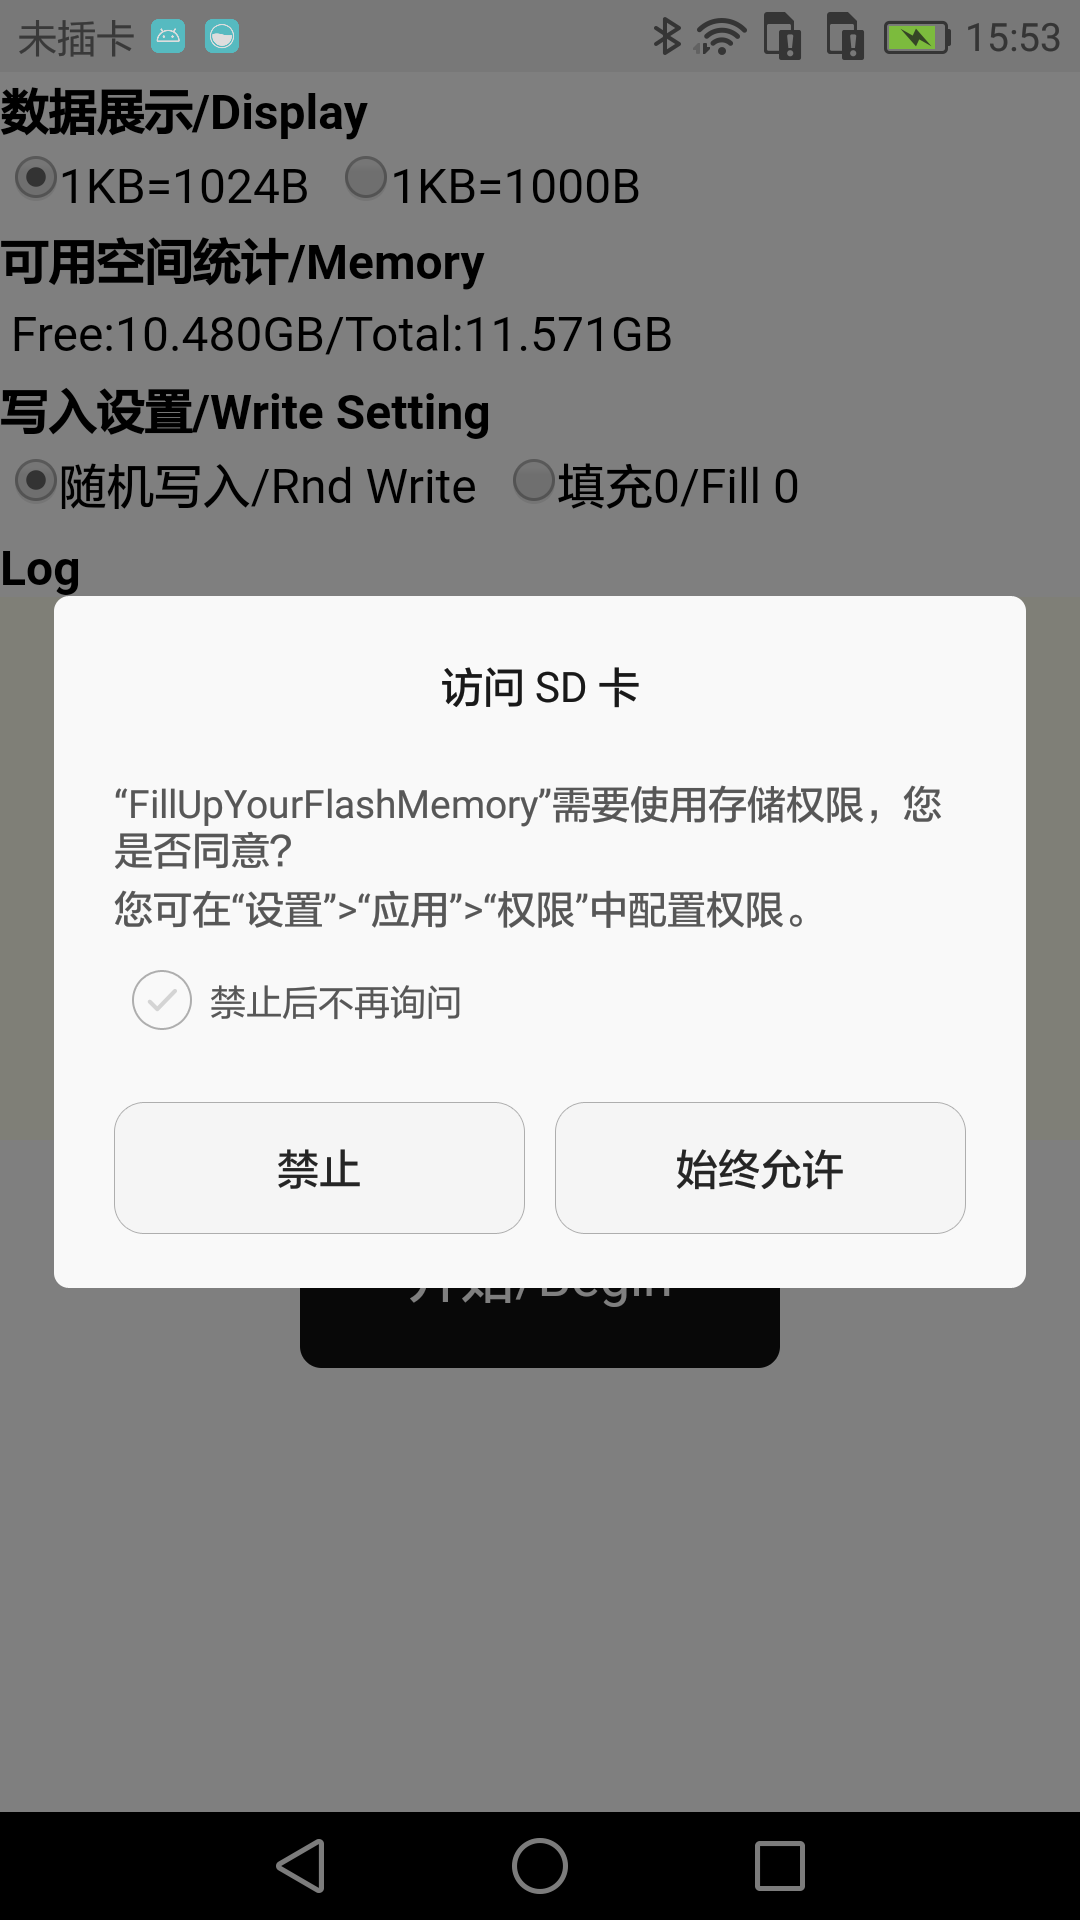 未插卡 15:53
数据展示/Display
1KB=1024B 1KB=1000B
可用空间统计/Memory
Free:10.480GB/Total:11.571GB
写入设置/Write Setting
随机写入/Rnd Write 填充0/Fill 0
Log
访问 SD 卡
“FillUpYourFlashMemory”需要使用存储权限，您
是否同意？
您可在“设置”>“应用”>“权限”中配置权限。
禁止后不再询问
禁止 始终允许
开始/Begin